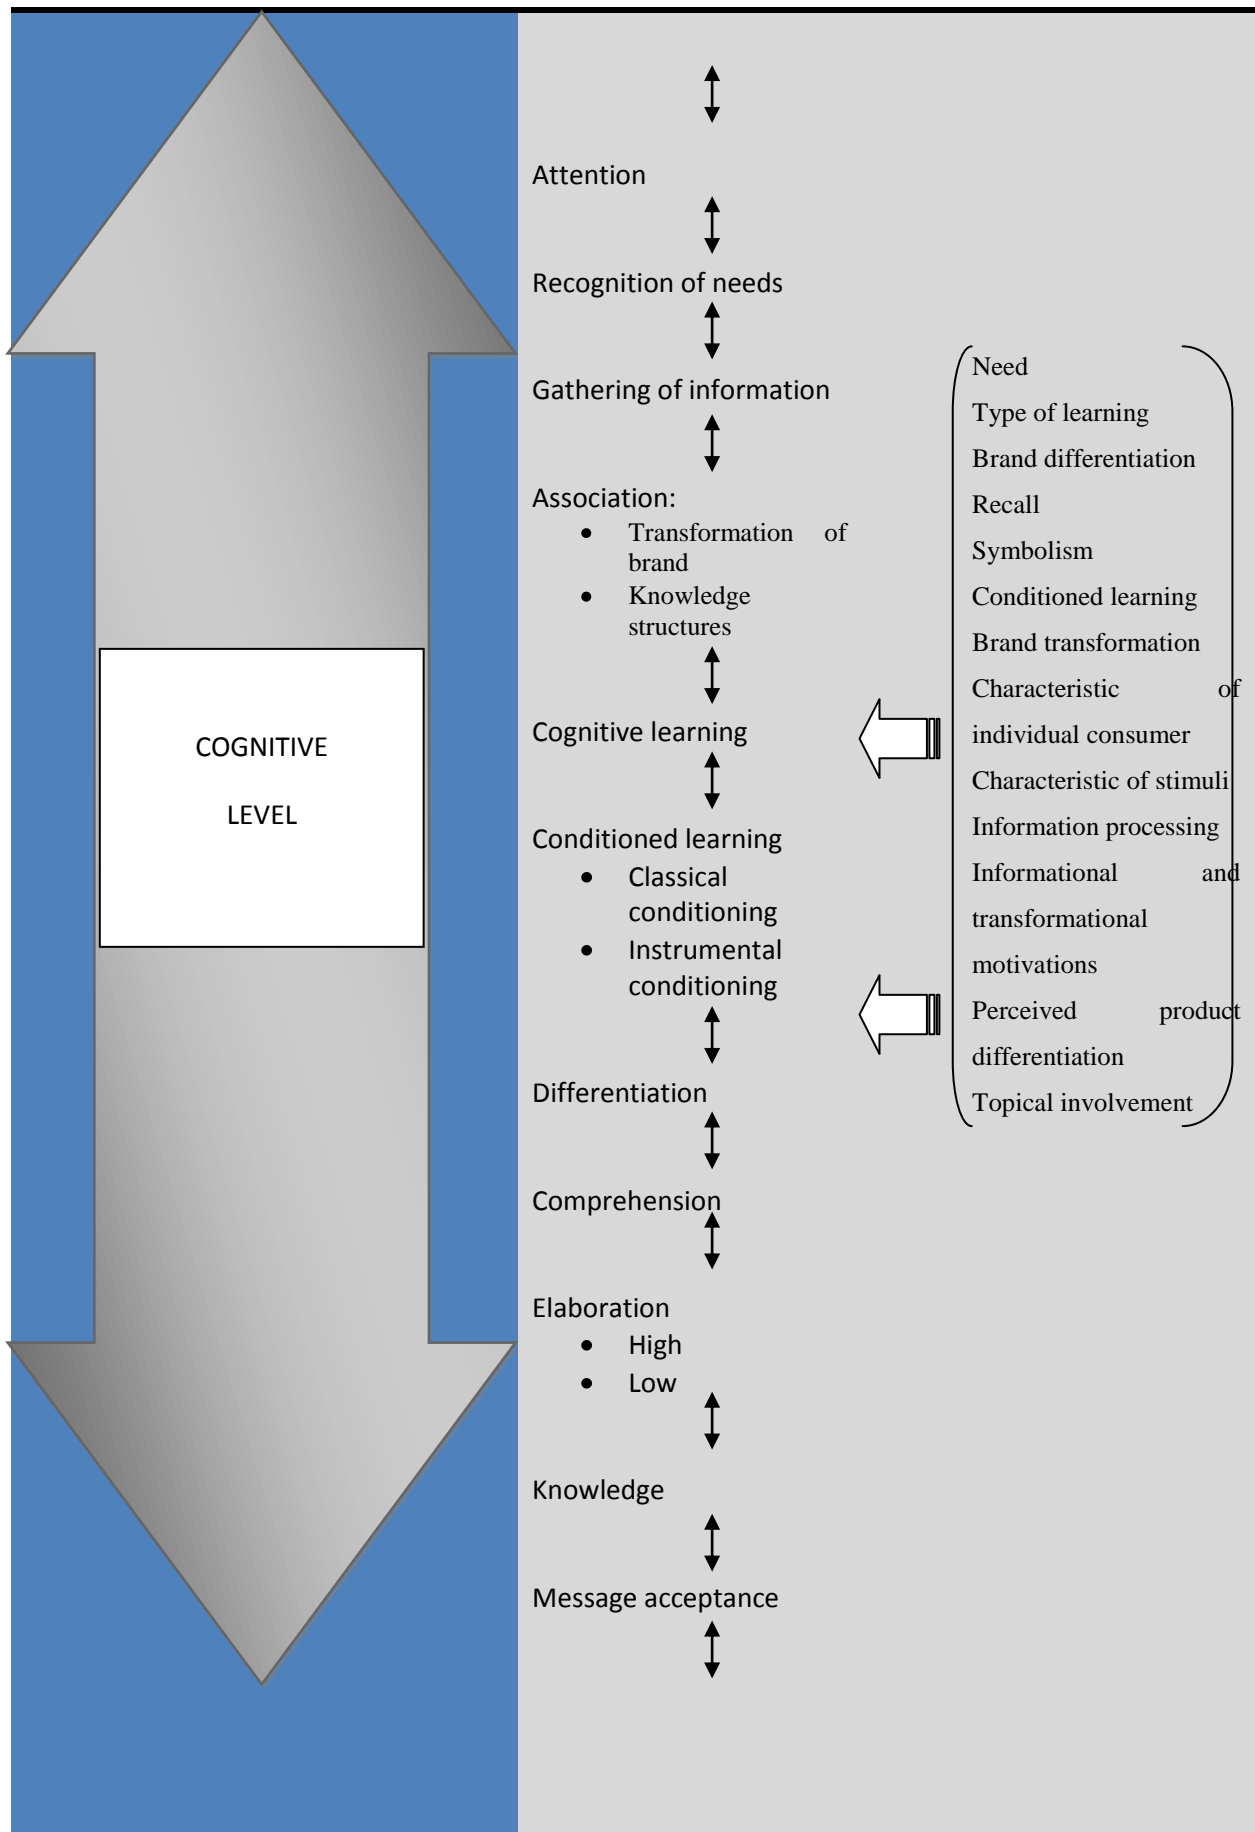 COGNITIVE
LEVEL
Attention
Recognition of needs
Gathering of information
Association:
• Transformation of
brand
• Knowledge
structures
Cognitive learning
Conditioned learning
• Classical
conditioning
• Instrumental
conditioning
Differentiation
Comprehension
Elaboration
• High
• Low
Knowledge
Message acceptance
Need
Type of learning
Brand differentiation
Recall
Symbolism
Conditioned learning
Brand transformation
Characteristic of
individual consumer
Characteristic of stimuli
Information processing
Informational and
transformational
motivations
Perceived product
differentiation
Topical involvement